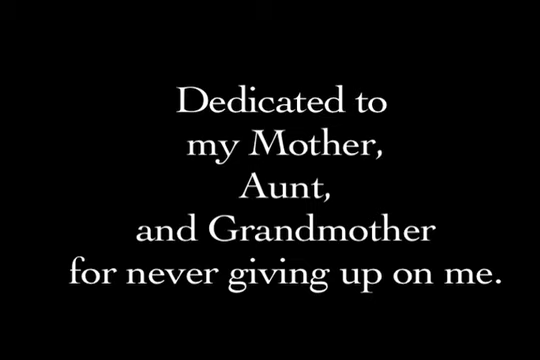 Dedicated to
my Mother,
Aunt,
and Grandmother
for never giving up on me.